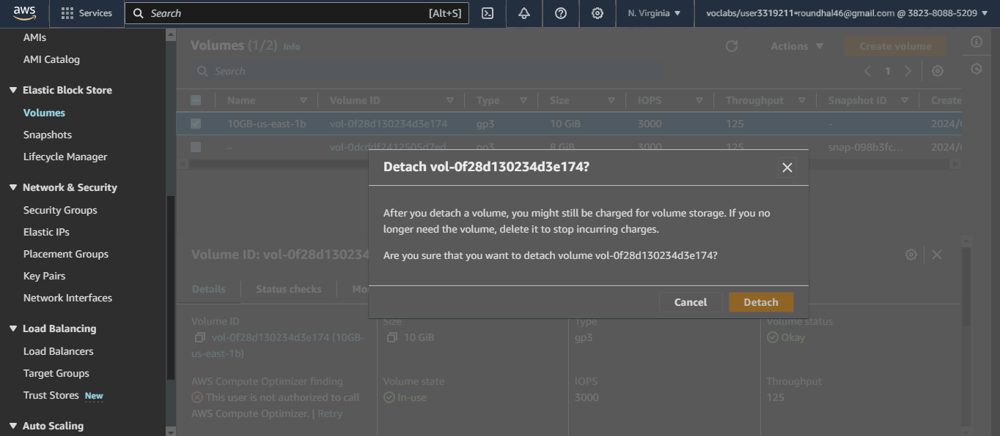 aws
Services
Search
[Alt+S]
N. Virginia
voclabs/user3319211=roundhal46@gmail.com @ 3823-8088-5209
AMIs
AMI Catalog
Elastic Block Store
Volumes
Snapshots
Lifecycle Manager
Network & Security
Security Groups
Elastic IPs
Placement Groups
Key Pairs
Network Interfaces
Load Balancing
Load Balancers
Target Groups
Trust Stores New
Auto Scaling
Volumes (1/2) Info
Actions
Create volume
Search
1
Name Volume ID Type Size IOPS Throughput Snapshot ID Create
10GB-us-east-1b vol-0f28d130234d3e174 gp3 10 GiB 3000 125 -
– gp3 8 GiB 3000 125 snap-098b3fc...
Detach vol-0f28d130234d3e174?
After you detach a volume, you might still be charged for volume storage. If you no
longer need the volume, delete it to stop incurring charges.
Are you sure that you want to detach volume vol-0f28d130234d3e174?
Cancel
Detach
Volume ID: vol-0f28d130234
Details
Status checks
Volume ID
vol-0f28d130234d3e174 (10GB-
us-east-1b)
Size
10 GiB
Type
gp3
Volume status
Okay
AWS Compute Optimizer finding
This user is not authorized to call
AWS Compute Optimizer. | Retry
Volume state
In-use
IOPS
3000
Throughput
125